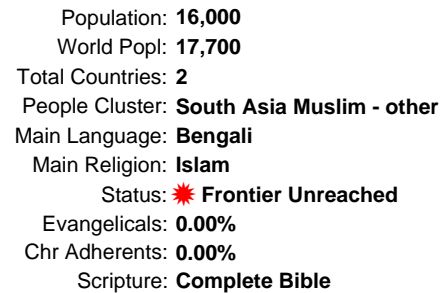 Population: 16,000
World Popl: 17,700
Total Countries: 2
People Cluster: South Asia Muslim - other
Main Language: Bengali
Main Religion: Islam
Status: Frontier Unreached
Evangelicals: 0.00%
Chr Adherents: 0.00%
Scripture: Complete Bible